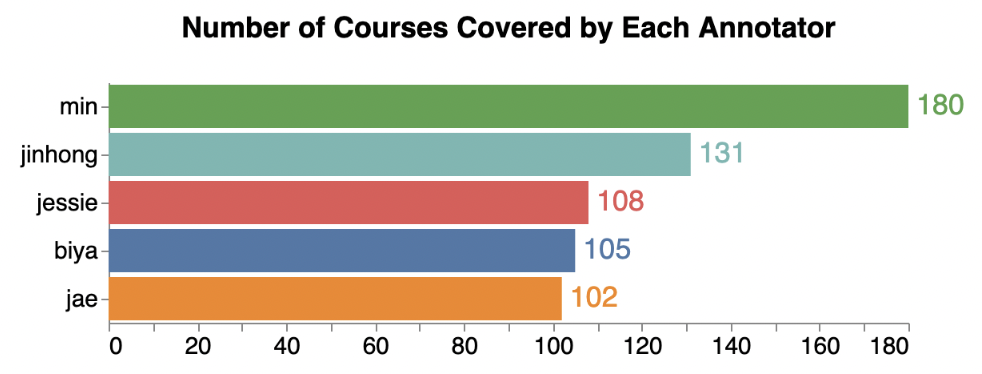 Number of Courses Covered by Each Annotator
min 180
jinhong 131
jessie 108
biya 105
jae 102
0 20 40 60 80 100 120 140 160 180